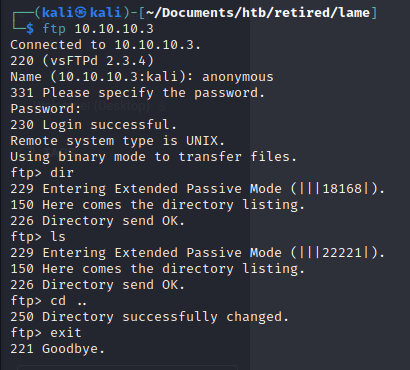 ┌──(kali㉿kali)-[~/Documents/htb/retired/lame]
└─$ ftp 10.10.10.3
Connected to 10.10.10.3.
220 (vsFTPd 2.3.4)
Name (10.10.10.3:kali): anonymous
331 Please specify the password.
Password:
230 Login successful.
Remote system type is UNIX.
Using binary mode to transfer files.
ftp> dir
229 Entering Extended Passive Mode (|||18168|).
150 Here comes the directory listing.
226 Directory send OK.
ftp> ls
229 Entering Extended Passive Mode (|||22221|).
150 Here comes the directory listing.
226 Directory send OK.
ftp> cd ..
250 Directory successfully changed.
ftp> exit
221 Goodbye.